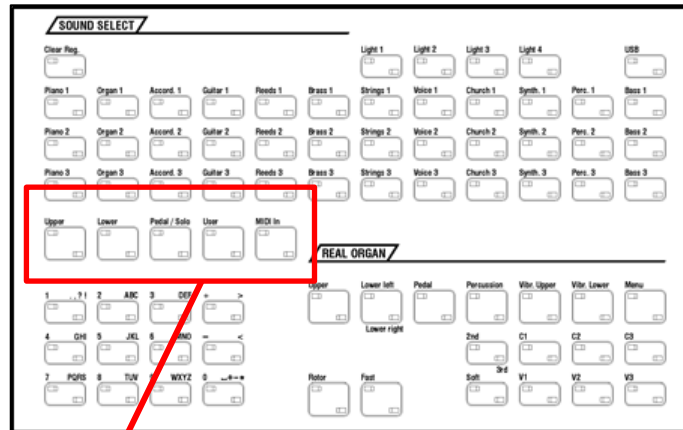 SOUND SELECT
Clear Reg. Light 1 Light 2 Light 3 Light 4 USB
Piano 1 Organ 1 Accord. 1 Guitar 1 Reeds 1 Brass 1 Strings 1 Voice 1 Church 1 Synth. 1 Perc. 1 Bass 1
Piano 2 Organ 2 Accord. 2 Guitar 2 Reeds 2 Brass 2 Strings 2 Voice 2 Church 2 Synth. 2 Perc. 2 Bass 2
Piano 3 Organ 3 Accord. 3 Guitar 3 Reeds 3 Brass 3 Strings 3 Voice 3 Church 3 Synth. 3 Perc. 3 Bass 3
Upper Lower Pedal / Solo User MIDI In
REAL ORGAN
Upper Lower left Pedal Percussion Vibr. Upper Vibr. Lower Menu
1 . , ? ! 2 ABC 3 DEF + >
Lower right
4 GHI 5 JKL 6 MNO - < 2nd C1 C2 C3
3rd
7 PQRS 8 TUV WXYZ 0 Rotor Fast Soft V1 V2 V3